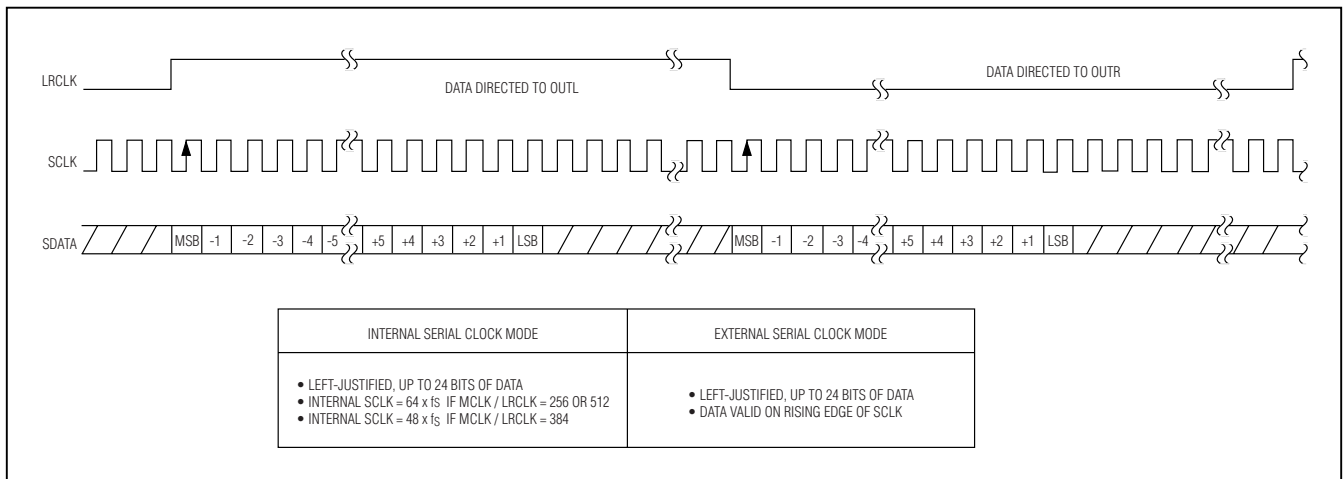 LRCLK
DATA DIRECTED TO OUTL
DATA DIRECTED TO OUTR
SCLK
SDATA MSB -1 -2 -3 -4 -5 +5 +4 +3 +2 +1 LSB MSB -1 -2 -3 -4 +5 +4 +3 +2 +1 LSB
INTERNAL SERIAL CLOCK MODE
• LEFT-JUSTIFIED, UP TO 24 BITS OF DATA
• INTERNAL SCLK = 64 x fS IF MCLK / LRCLK = 256 OR 512
• INTERNAL SCLK = 48 x fS IF MCLK / LRCLK = 384
EXTERNAL SERIAL CLOCK MODE
• LEFT-JUSTIFIED, UP TO 24 BITS OF DATA
• DATA VALID ON RISING EDGE OF SCLK